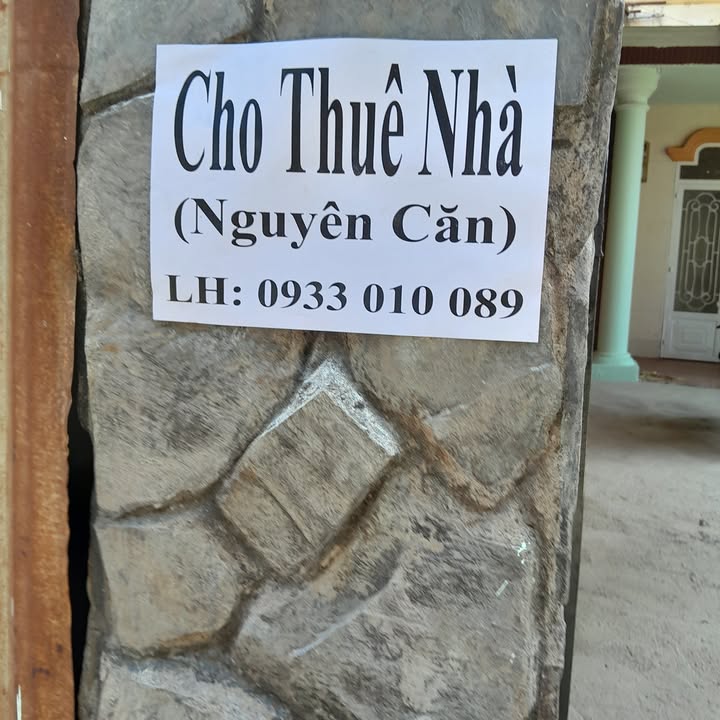 Cho Thuê Nhà
(Nguyên Căn)
LH: 0933 010 089